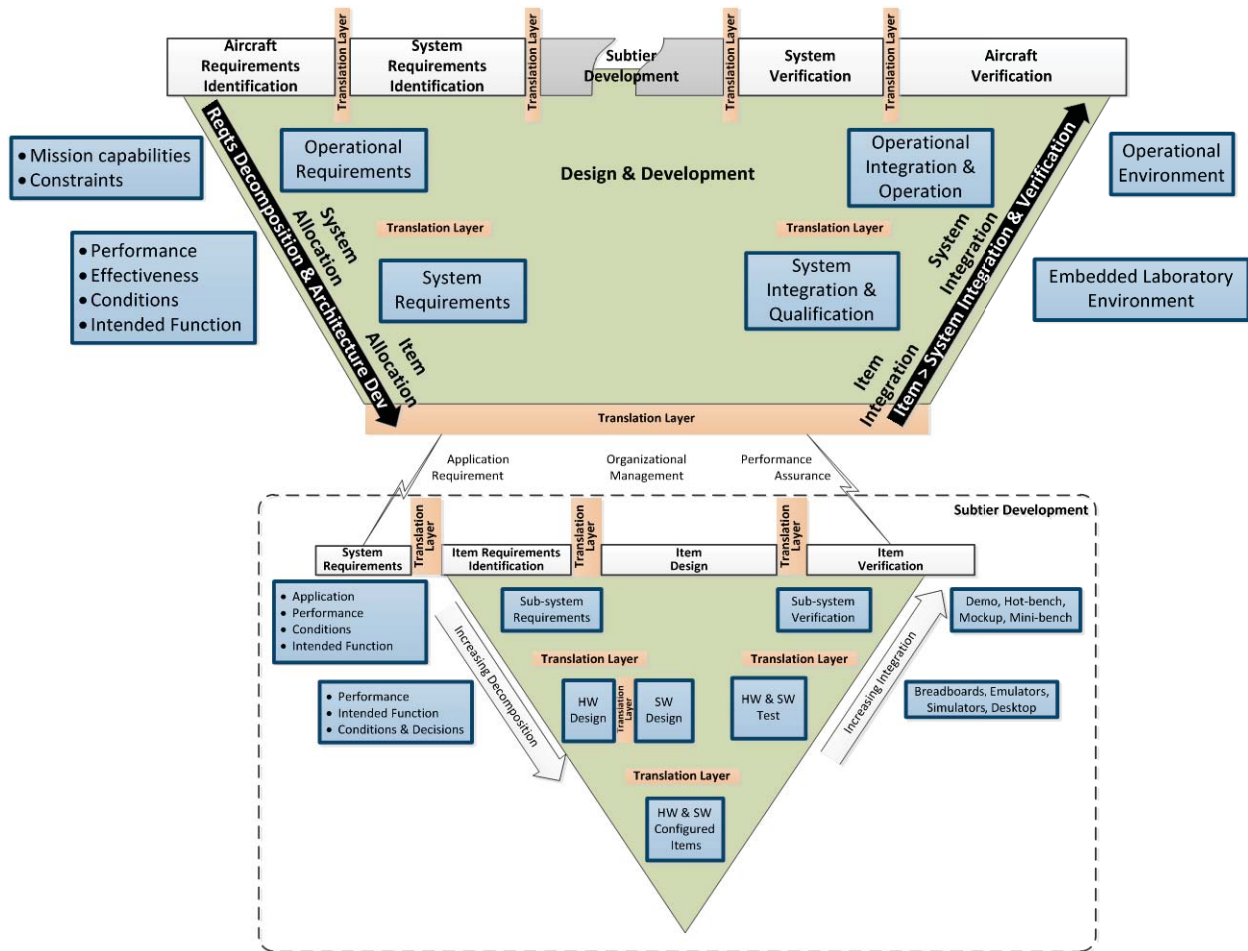 Aircraft
Requirements
Identification
Translation Layer
System
Requirements
Identification
Translation Layer
Subtier
Development
Translation Layer
System
Verification
Translation Layer
Aircraft
Verification
Reqts Decomposition & Architecture Dev
• Mission capabilities
• Constraints
Operational
Requirements
Design & Development
Operational
Integration &
Operation
Item > System Integration & Verification
Operational
Environment
System
Allocation
Translation Layer
Translation Layer
System
Integration
• Performance
• Effectiveness
• Conditions
• Intended Function
System
Requirements
System
Integration &
Qualification
Embedded Laboratory
Environment
Item
Allocation
Item
Integration
Translation Layer
Application
Requirement
Organizational
Management
Performance
Assurance
Subtier Development
System
Requirements
Translation
Layer
Item Requirements
Identification
Translation
Layer
Item
Design
Translation
Layer
Item
Verification
• Application
• Performance
• Conditions
• Intended Function
Increasing Decomposition
Sub-system
Requirements
Sub-system
Verification
Increasing Integration
Demo, Hot-bench,
Mockup, Mini-bench
Translation Layer
Translation Layer
• Performance
• Intended Function
• Conditions & Decisions
HW
Design
Translation
Layer
SW
Design
HW & SW
Test
Breadboards, Emulators,
Simulators, Desktop
Translation Layer
HW & SW
Configured
Items